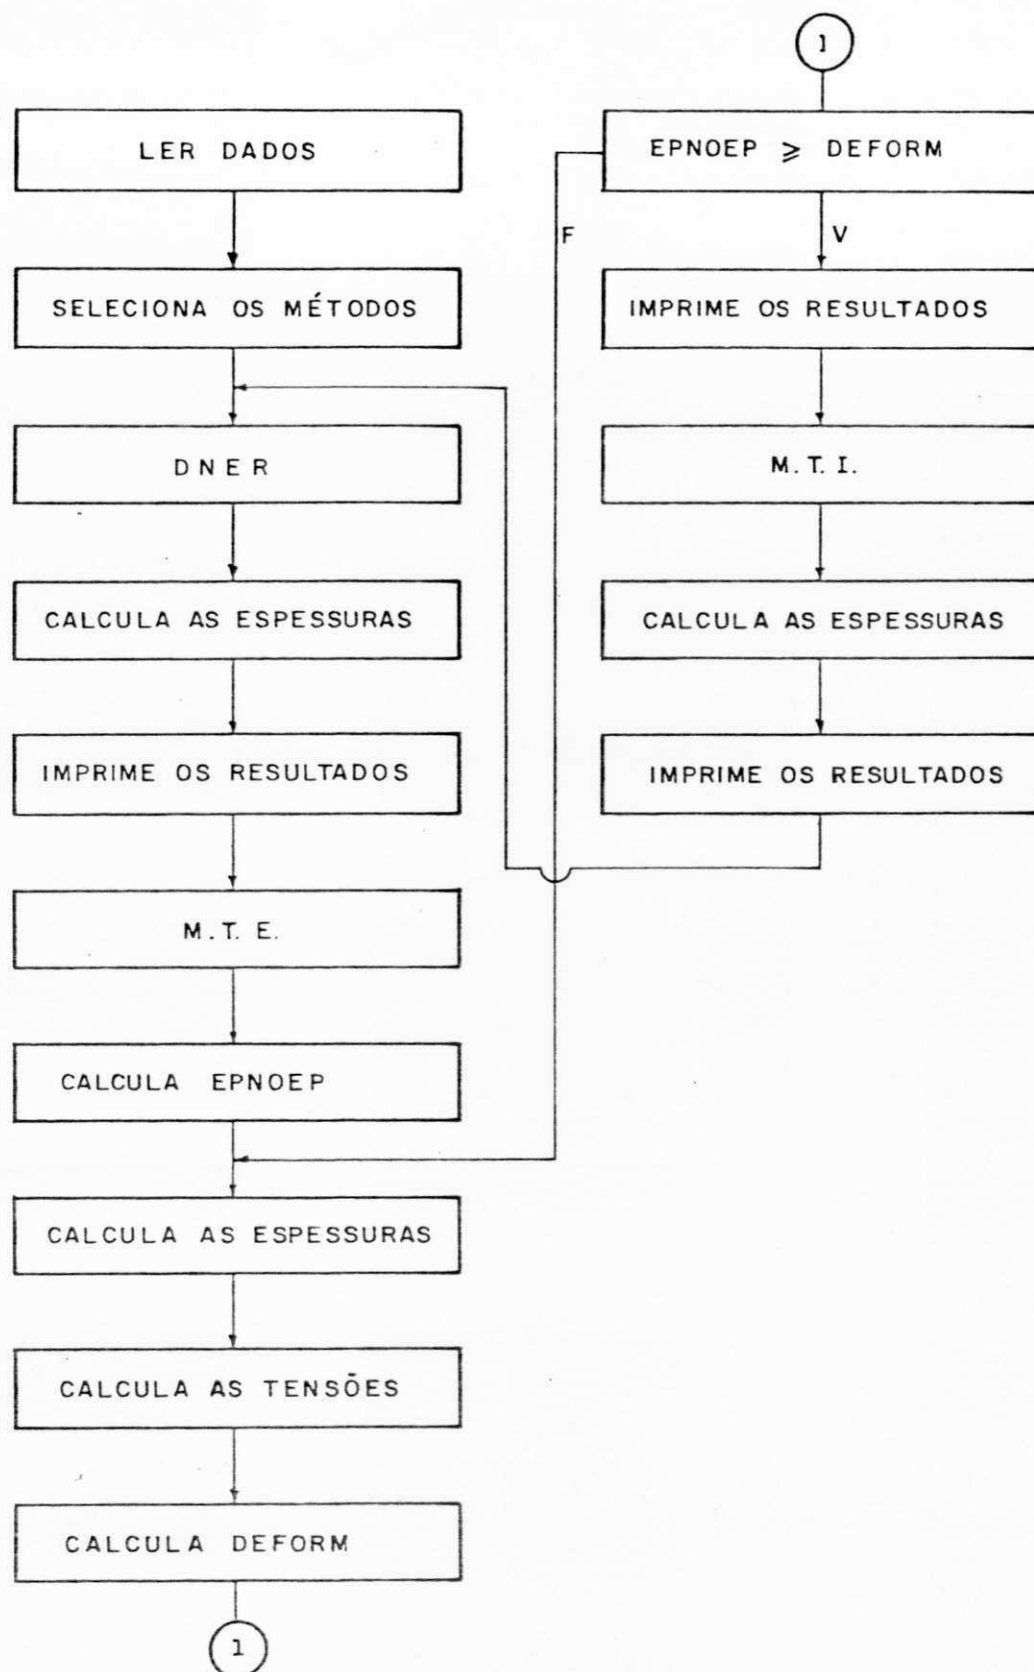 LER DADOS
SELECIONA OS MÉTODOS
DNER
CALCULA AS ESPESSURAS
IMPRIME OS RESULTADOS
M.T.E.
CALCULA EPNOEP
CALCULA AS ESPESSURAS
CALCULA AS TENSÕES
CALCULA DEFORM
1
1
EPNOEP ⩾ DEFORM
F
V
IMPRIME OS RESULTADOS
M.T.I.
CALCULA AS ESPESSURAS
IMPRIME OS RESULTADOS